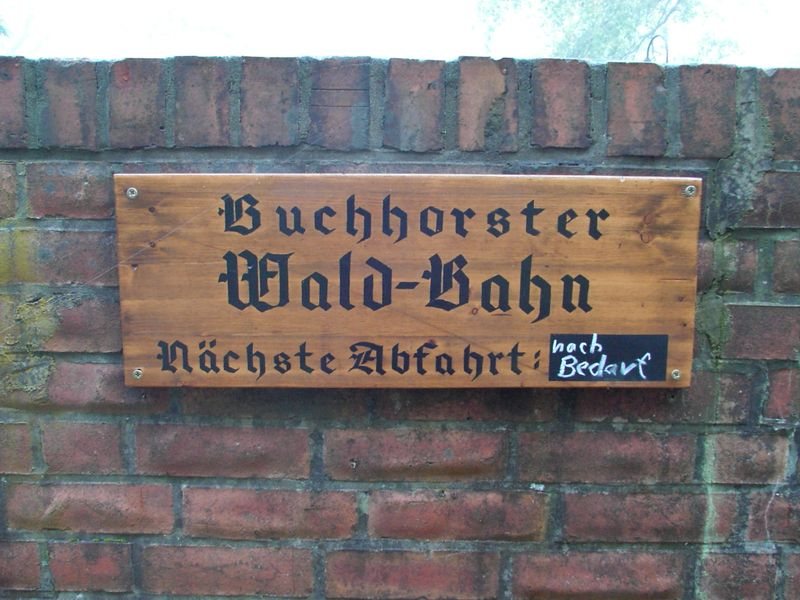 Buchhorster
Wald-Bahn
Nächste Abfahrt: nach
Bedarf